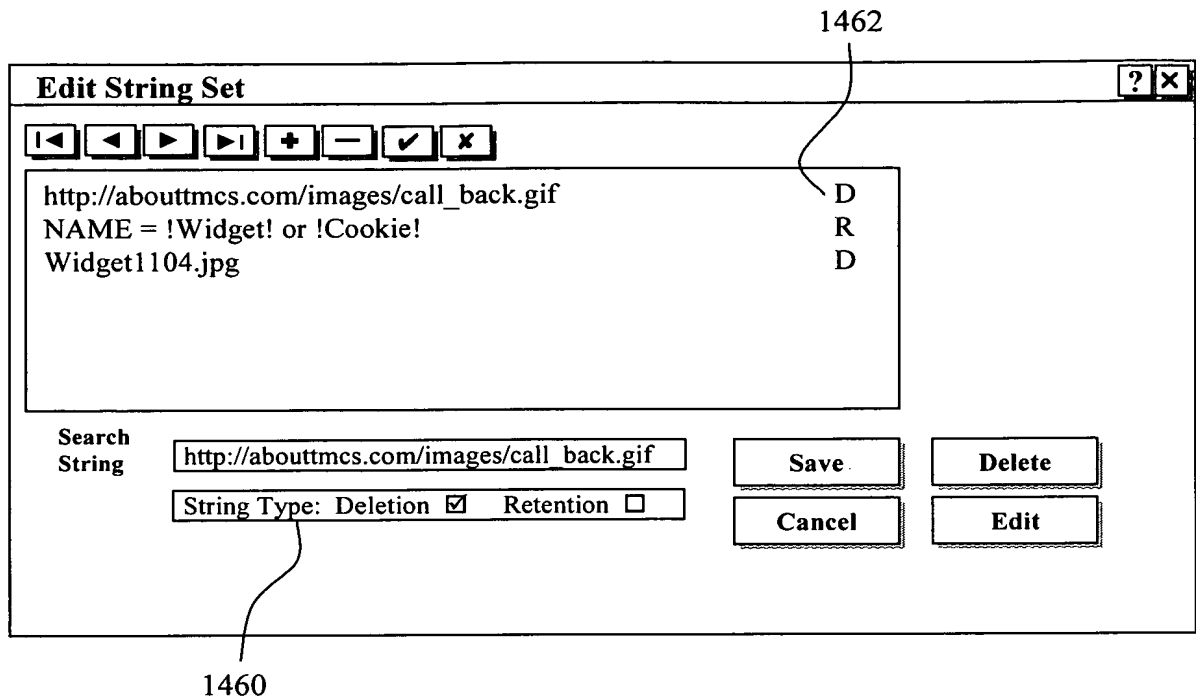 1462
Edit String Set ?
http://abouttmcs.com/images/call_back.gif D
NAME = !Widget! or !Cookie! R
Widget1104.jpg D
Search String
http://abouttmcs.com/images/call_back.gif
String Type: Deletion ☑ Retention ☐
Save Delete
Cancel Edit
1460